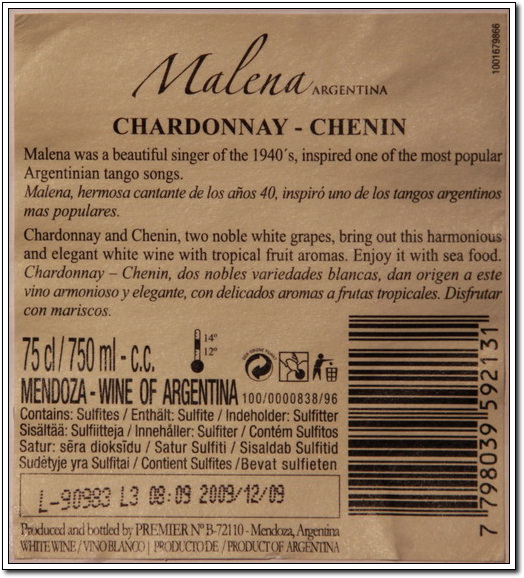 1001679866
Malena ARGENTINA
CHARDONNAY - CHENIN
Malena was a beautiful singer of the 1940´s, inspired one of the most popular
Argentinian tango songs.
Malena, hermosa cantante de los años 40, inspiró uno de los tangos argentinos
mas populares.
Chardonnay and Chenin, two noble white grapes, bring out this harmonious
and elegant white wine with tropical fruit aromas. Enjoy it with sea food.
Chardonnay – Chenin, dos nobles variedades blancas, dan origen a este
vino armonioso y elegante, con delicados aromas a frutas tropicales. Disfrutar
con mariscos.
75 cl / 750 ml - c.c.
14°
12°
MENDOZA - WINE OF ARGENTINA 100/0000838/96
Contains: Sulfites / Enthält: Sulfite / Indeholder: Sulfitter
Sisältää: Sulfiitteja / Innehåller: Sulfiter / Contém Sulfitos
Satur: sēra dioksīdu / Satur Sulfiti / Sisaldab Sulfitid
Sudėtyje yra Sulfitai / Contient Sulfites / Bevat sulfieten
L-90983 L3 08:09 2009/12/09
Produced and bottled by PREMIER Nº B-72110 - Mendoza, Argentina
WHITE WINE / VINO BLANCO | PRODUCTO DE / PRODUCT OF ARGENTINA
7 798039 592131